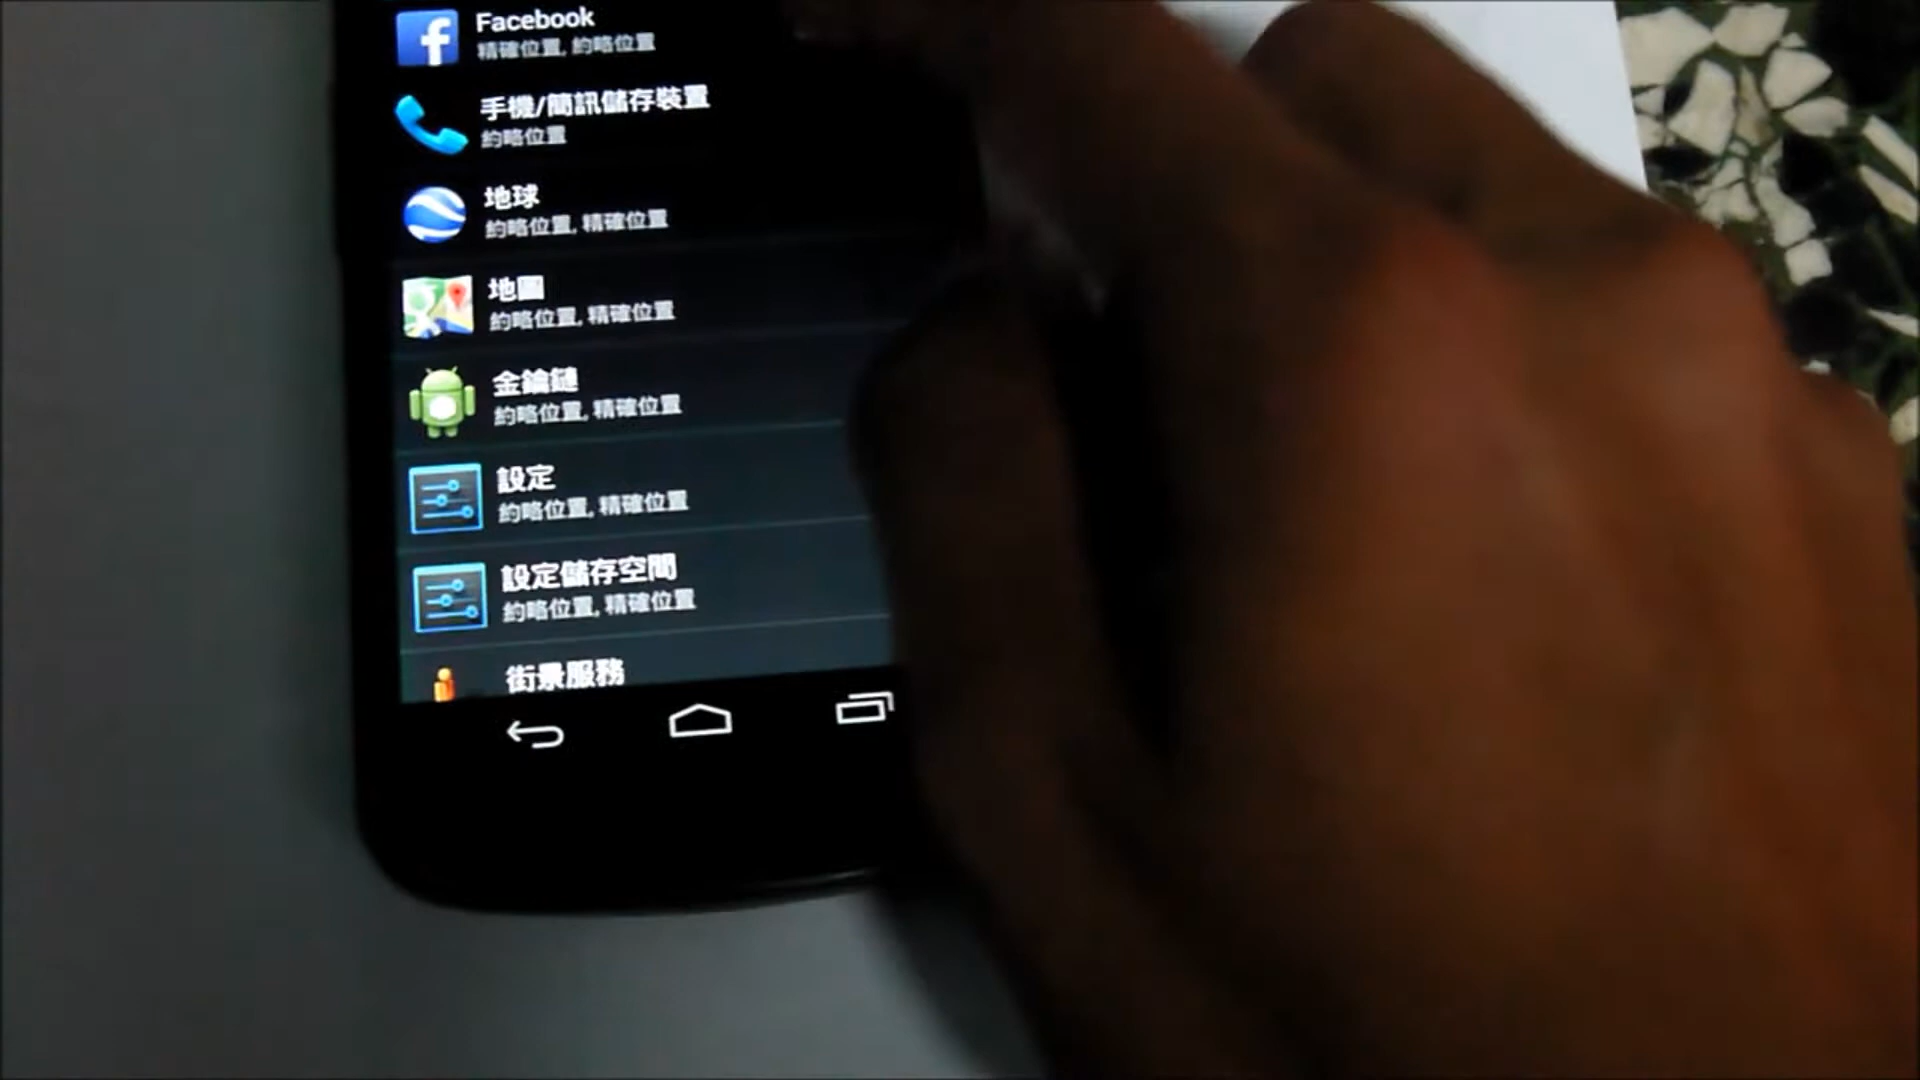 Facebook
精確位置, 約略位置
手機/簡訊儲存裝置
約略位置
地球
約略位置, 精確位置
地圖
約略位置, 精確位置
金鑰鏈
約略位置, 精確位置
設定
約略位置, 精確位置
設定儲存空間
約略位置, 精確位置
街景服務